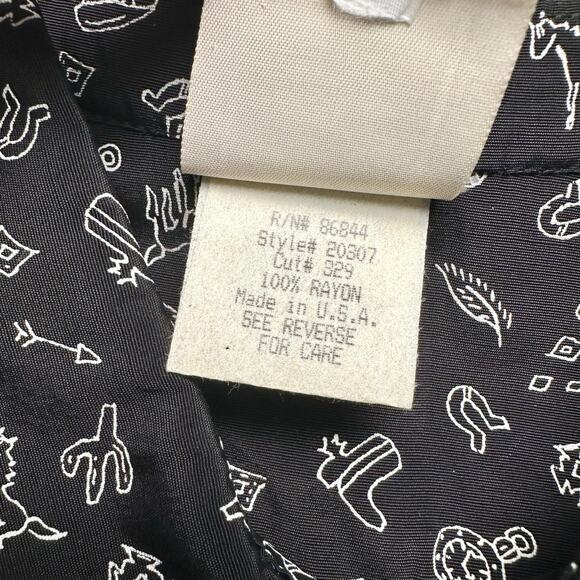 R/N# 86844
Style# 20307
Cut# 329
100% RAYON
Made in U.S.A.
SEE REVERSE
FOR CARE